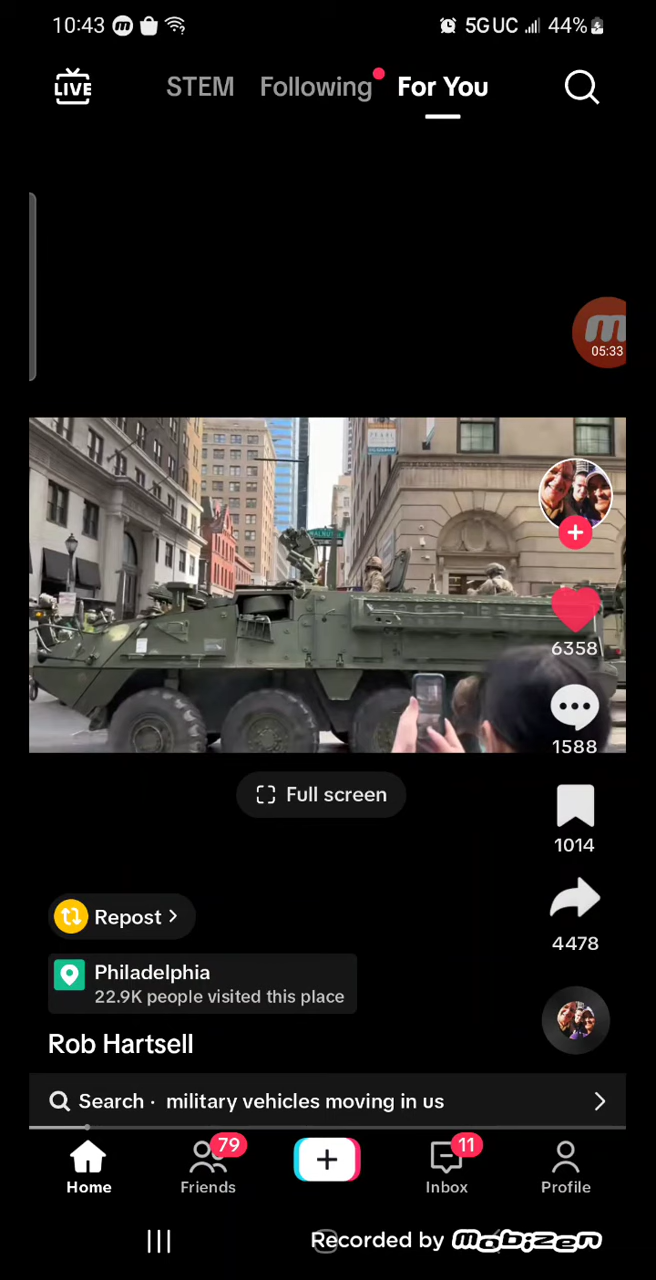 10:43
5G UC 44%
LIVE
STEM Following For You
m
05:33
WALNUT
6358
1588
Full screen
1014
Repost
4478
Philadelphia
22.9K people visited this place
Rob Hartsell
Search · military vehicles moving in us
79
11
Home
Friends
Inbox
Profile
Recorded by mobizen